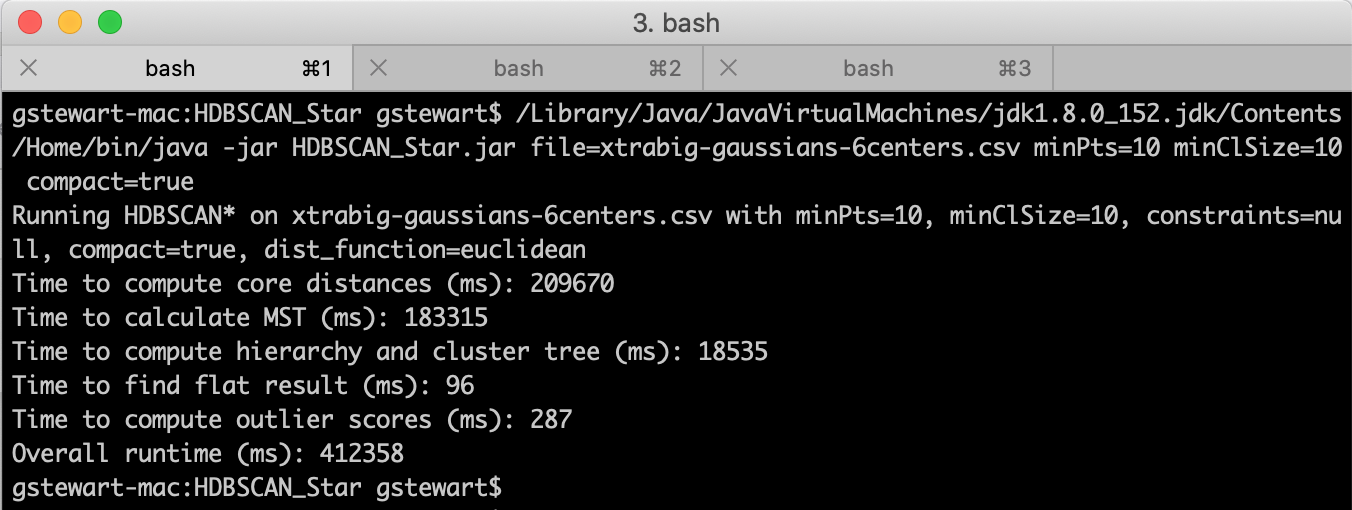 3. bash
bash ⌘1 bash ⌘2 bash ⌘3
gstewart-mac:HDBSCAN_Star gstewart$ /Library/Java/JavaVirtualMachines/jdk1.8.0_152.jdk/Contents
/Home/bin/java -jar HDBSCAN_Star.jar file=xtrabig-gaussians-6centers.csv minPts=10 minClSize=10
compact=true
Running HDBSCAN* on xtrabig-gaussians-6centers.csv with minPts=10, minClSize=10, constraints=nu
ll, compact=true, dist_function=euclidean
Time to compute core distances (ms): 209670
Time to calculate MST (ms): 183315
Time to compute hierarchy and cluster tree (ms): 18535
Time to find flat result (ms): 96
Time to compute outlier scores (ms): 287
Overall runtime (ms): 412358
gstewart-mac:HDBSCAN_Star gstewart$